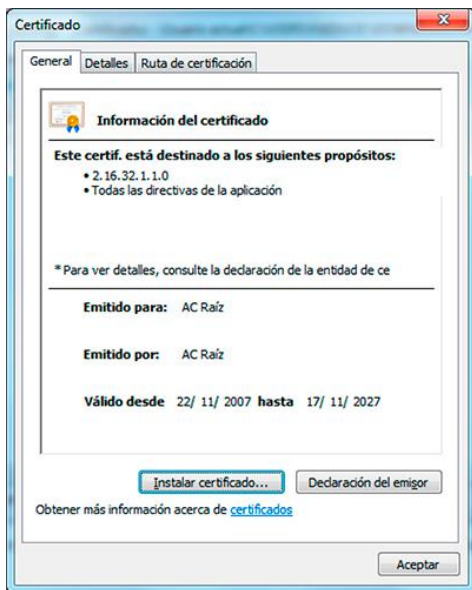 Certificado
General Detalles Ruta de certificación
Información del certificado
Este certif. está destinado a los siguientes propósitos:
• 2.16.32.1.1.0
• Todas las directivas de la aplicación
* Para ver detalles, consulte la declaración de la entidad de ce
Emitido para: AC Raíz
Emitido por: AC Raíz
Válido desde 22/ 11/ 2007 hasta 17/ 11/ 2027
Instalar certificado... Declaración del emisor
Obtener más información acerca de certificados
Aceptar